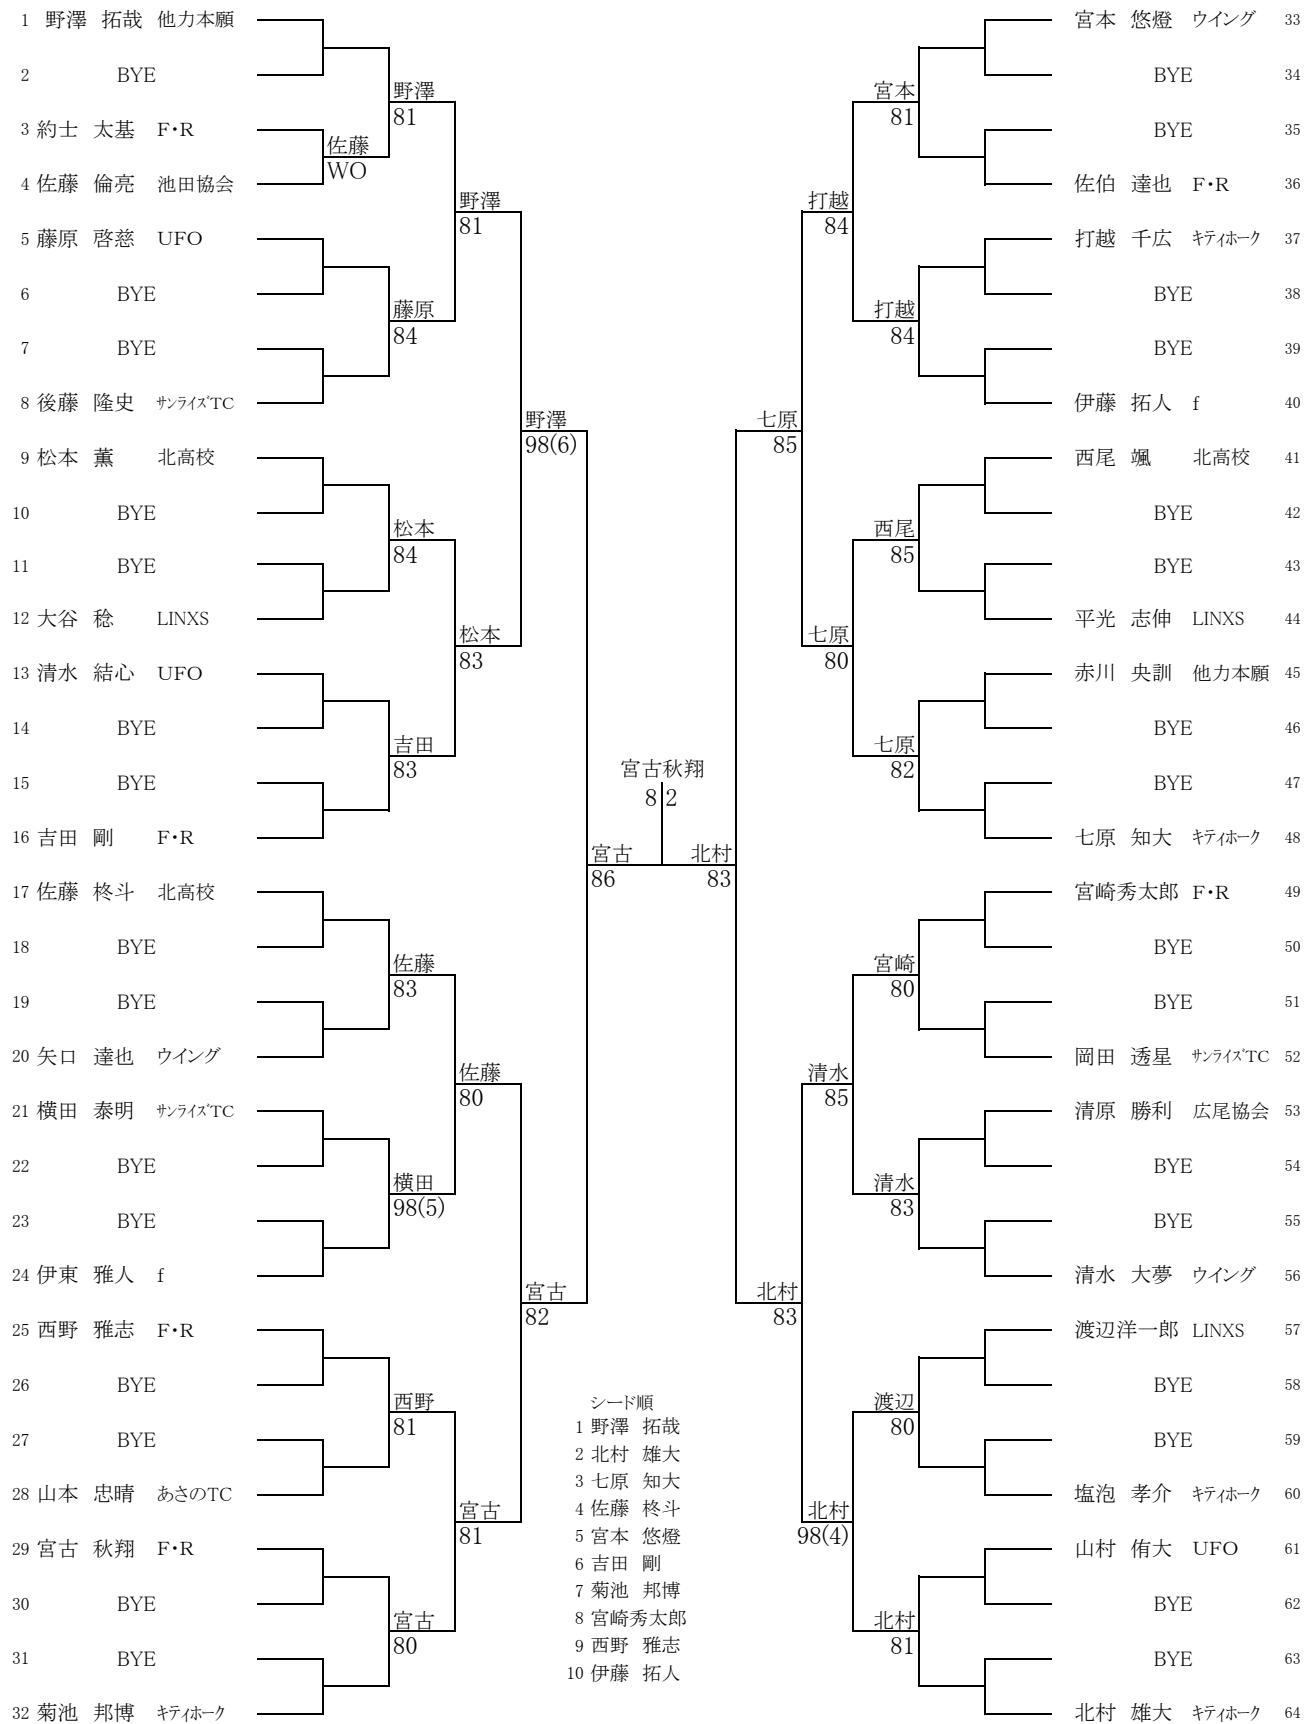 1 野澤 拓哉 他力本願
2 BYE
3 約士 太基 F・R
4 佐藤 倫亮 池田協会
5 藤原 啓慈 UFO
6 BYE
7 BYE
8 後藤 隆史 ｻﾝﾗｲｽﾞTC
9 松本 薫 北高校
10 BYE
11 BYE
12 大谷 稔 LINXS
13 清水 結心 UFO
14 BYE
15 BYE
16 吉田 剛 F・R
17 佐藤 柊斗 北高校
18 BYE
19 BYE
20 矢口 達也 ウイング
21 横田 泰明 ｻﾝﾗｲｽﾞTC
22 BYE
23 BYE
24 伊東 雅人 f
25 西野 雅志 F・R
26 BYE
27 BYE
28 山本 忠晴 あさのTC
29 宮古 秋翔 F・R
30 BYE
31 BYE
32 菊池 邦博 ｷﾃｨﾎｰｸ
佐藤
WO
野澤
81
藤原
84
松本
84
吉田
83
佐藤
83
横田
98(5)
西野
81
宮古
80
野澤
81
松本
83
佐藤
80
宮古
81
野澤
98(6)
宮古
82
宮古
86
宮古秋翔
8 2
北村
83
七原
85
北村
83
打越
84
七原
80
清水
85
北村
98(4)
宮本
81
打越
84
西尾
85
七原
82
宮崎
80
清水
83
渡辺
80
北村
81
宮本 悠燈 ウイング 33
BYE 34
BYE 35
佐伯 達也 F・R 36
打越 千広 ｷﾃｨﾎｰｸ 37
BYE 38
BYE 39
伊藤 拓人 f 40
西尾 颯 北高校 41
BYE 42
BYE 43
平光 志伸 LINXS 44
赤川 央訓 他力本願 45
BYE 46
BYE 47
七原 知大 ｷﾃｨﾎｰｸ 48
宮崎秀太郎 F・R 49
BYE 50
BYE 51
岡田 透星 ｻﾝﾗｲｽﾞTC 52
清原 勝利 広尾協会 53
BYE 54
BYE 55
清水 大夢 ウイング 56
渡辺洋一郎 LINXS 57
BYE 58
BYE 59
塩泡 孝介 ｷﾃｨﾎｰｸ 60
山村 侑大 UFO 61
BYE 62
BYE 63
北村 雄大 ｷﾃｨﾎｰｸ 64
シード順
1 野澤 拓哉
2 北村 雄大
3 七原 知大
4 佐藤 柊斗
5 宮本 悠燈
6 吉田 剛
7 菊池 邦博
8 宮崎秀太郎
9 西野 雅志
10 伊藤 拓人